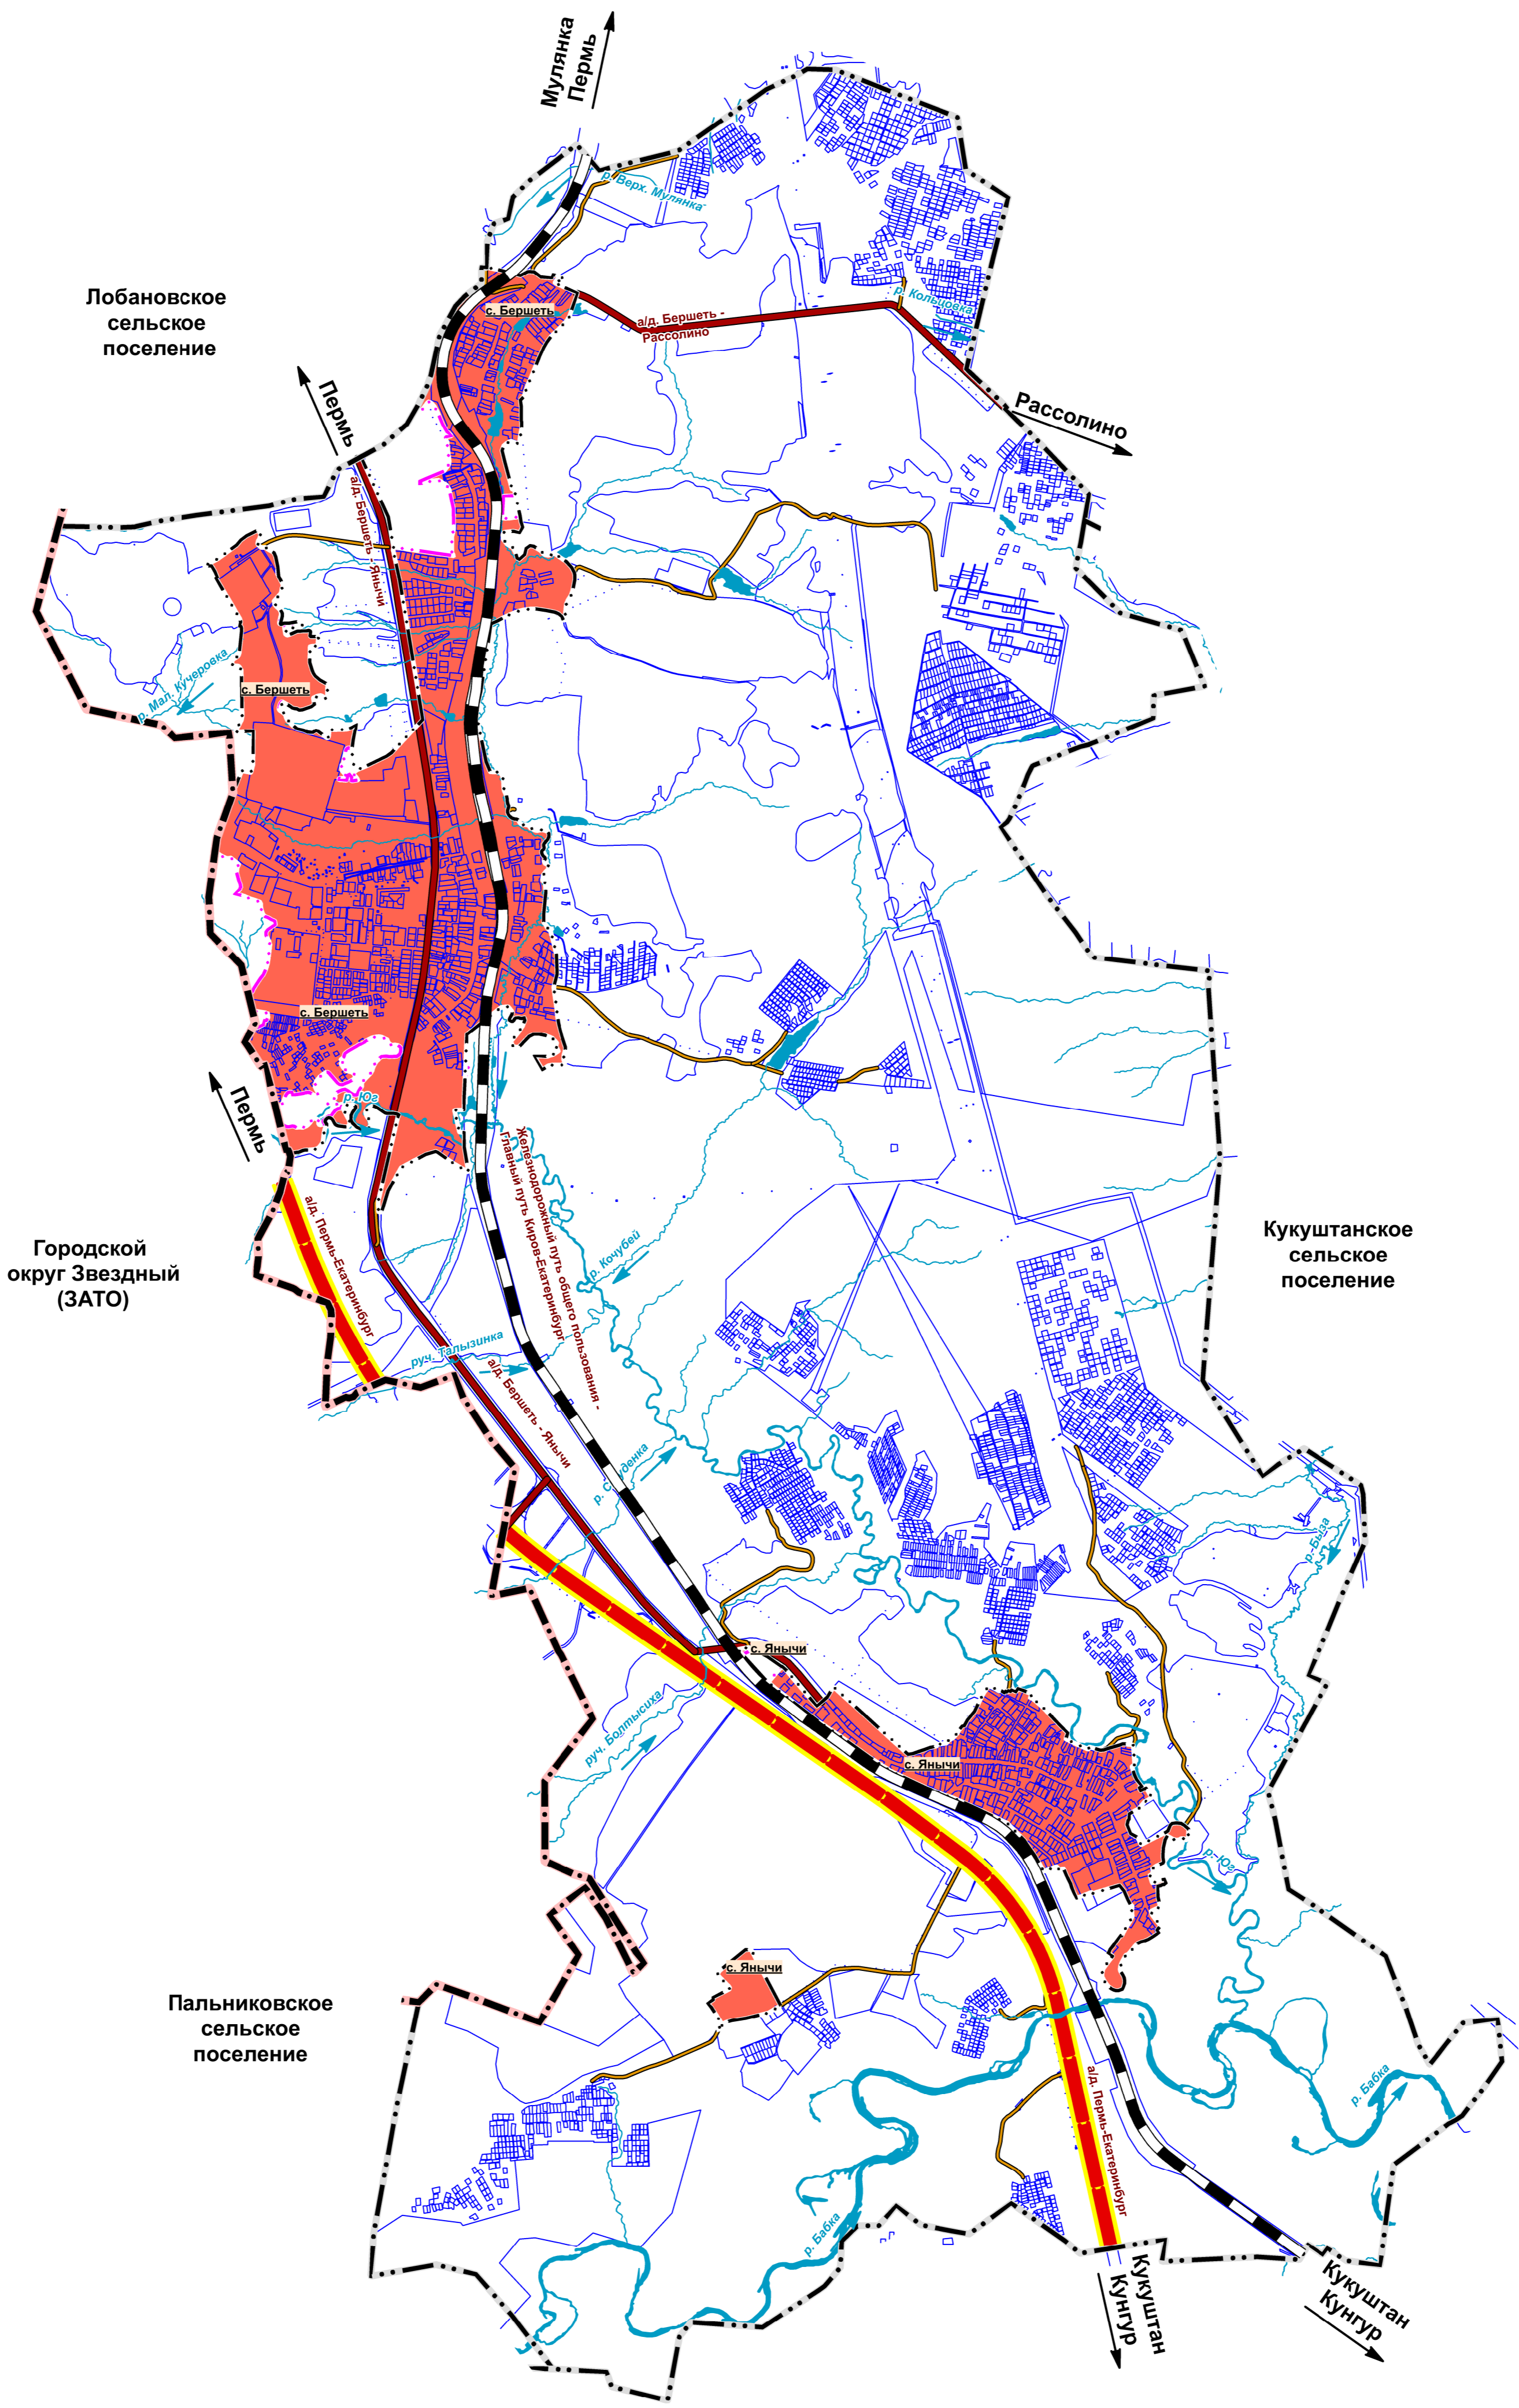 Мулянка
Пермь
р. Верх. Мулянка
Лобановское
сельское
поселение
с. Бершеть
р. Кольцовка
а/д. Бершеть -
Рассолино
Пермь
Рассолино
а/д. Бершеть - Янычи
р. Мал. Кучеровка
с. Бершеть
с. Бершеть
р. Юг
Пермь
Железнодорожный путь общего пользования -
Главный путь Киров-Екатеринбург
а/д. Пермь-Екатеринбург
р. Кочубей
Городской
округ Звездный
(ЗАТО)
Кукуштанское
сельское
поселение
руч. Талызинка
а/д. Бершеть - Янычи
р. Быза
с. Янычи
руч. Болтысиха
с. Янычи
р. Юг
с. Янычи
Пальниковское
сельское
поселение
а/д. Пермь-Екатеринбург
р. Бабка
р. Бабка
Кукуштан
Кунгур
Кукуштан
Кунгур